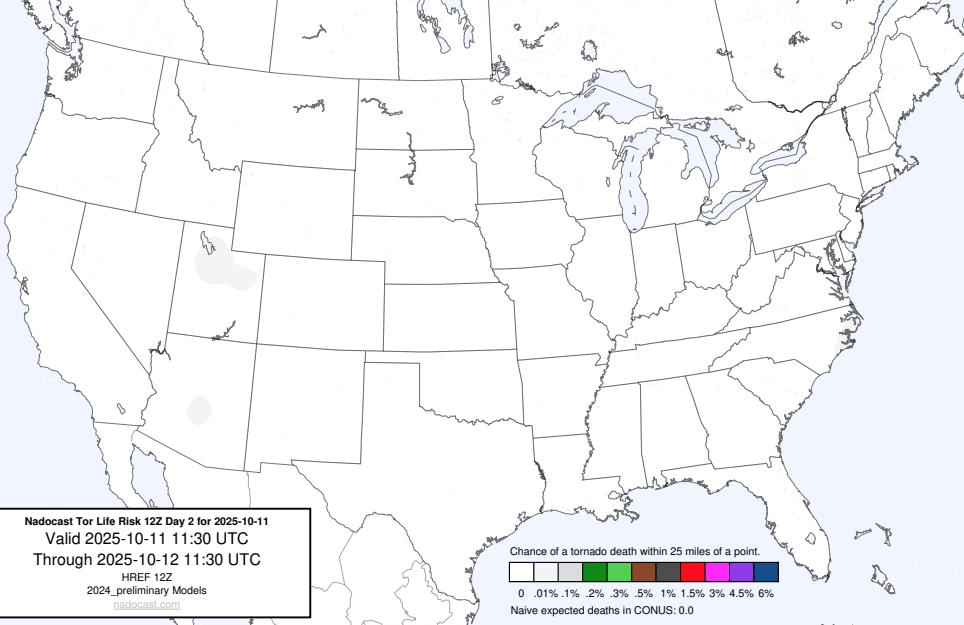 Nadocast Tor Life Risk 12Z Day 2 for 2025-10-11
Valid 2025-10-11 11:30 UTC
Through 2025-10-12 11:30 UTC
HREF 12Z
2024_preliminary Models
nadocast.com
Chance of a tornado death within 25 miles of a point.
0 .01% .1% .2% .3% .5% 1% 1.5% 3% 4.5% 6%
Naive expected deaths in CONUS: 0.0